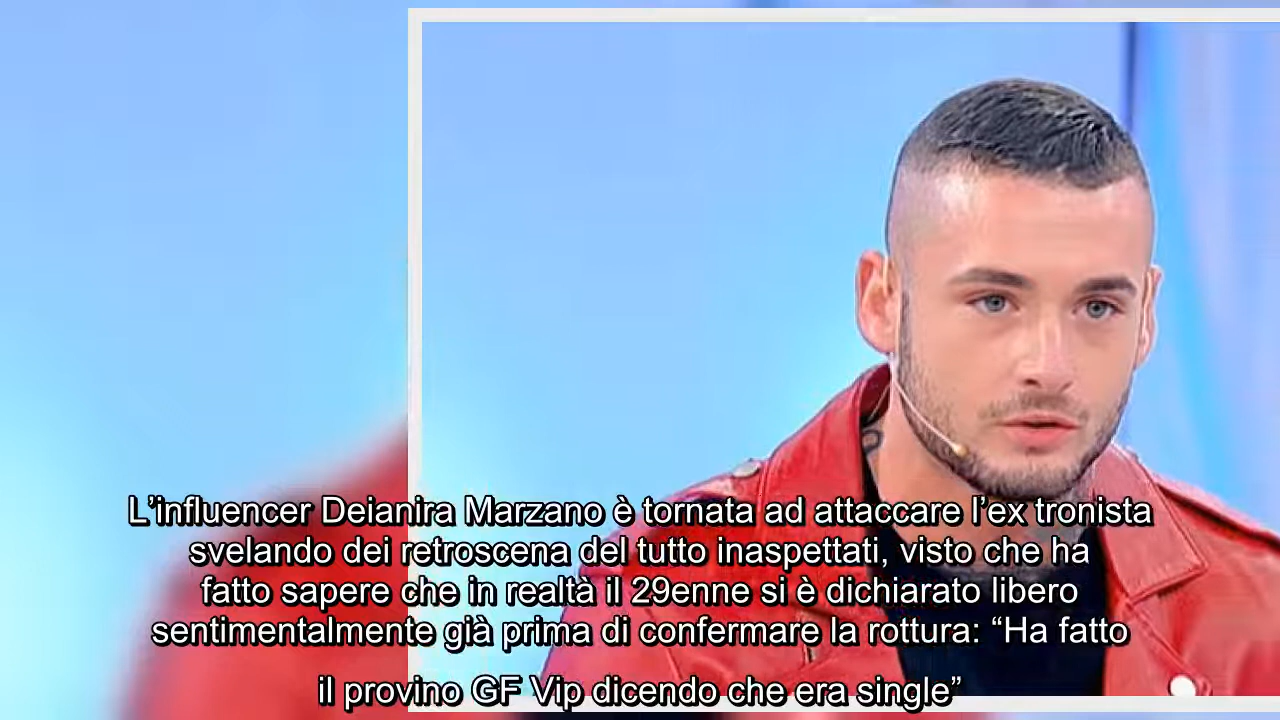 L’influencer Deianira Marzano è tornata ad attaccare l’ex tronista
svelando dei retroscena del tutto inaspettati, visto che ha
fatto sapere che in realtà il 29enne si è dichiarato libero
sentimentalmente già prima di confermare la rottura: “Ha fatto
il provino GF Vip dicendo che era single”